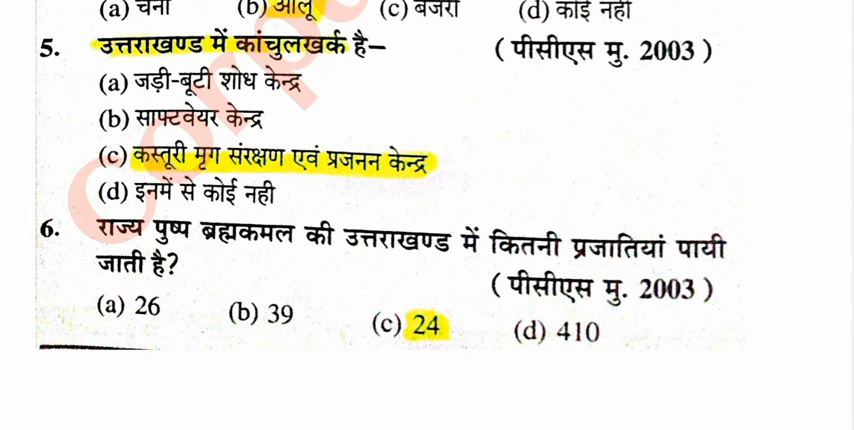 (a) चना (b) आलू (c) बजरा (d) कोई नहीं
5. उत्तराखण्ड में कांचुलखर्क है– ( पीसीएस मु. 2003 )
(a) जड़ी-बूटी शोध केन्द्र
(b) साफ्टवेयर केन्द्र
(c) कस्तूरी मृग संरक्षण एवं प्रजनन केन्द्र
(d) इनमें से कोई नही
6. राज्य पुष्प ब्रह्मकमल की उत्तराखण्ड में कितनी प्रजातियां पायी
जाती है?
( पीसीएस मु. 2003 )
(a) 26 (b) 39 (c) 24 (d) 410